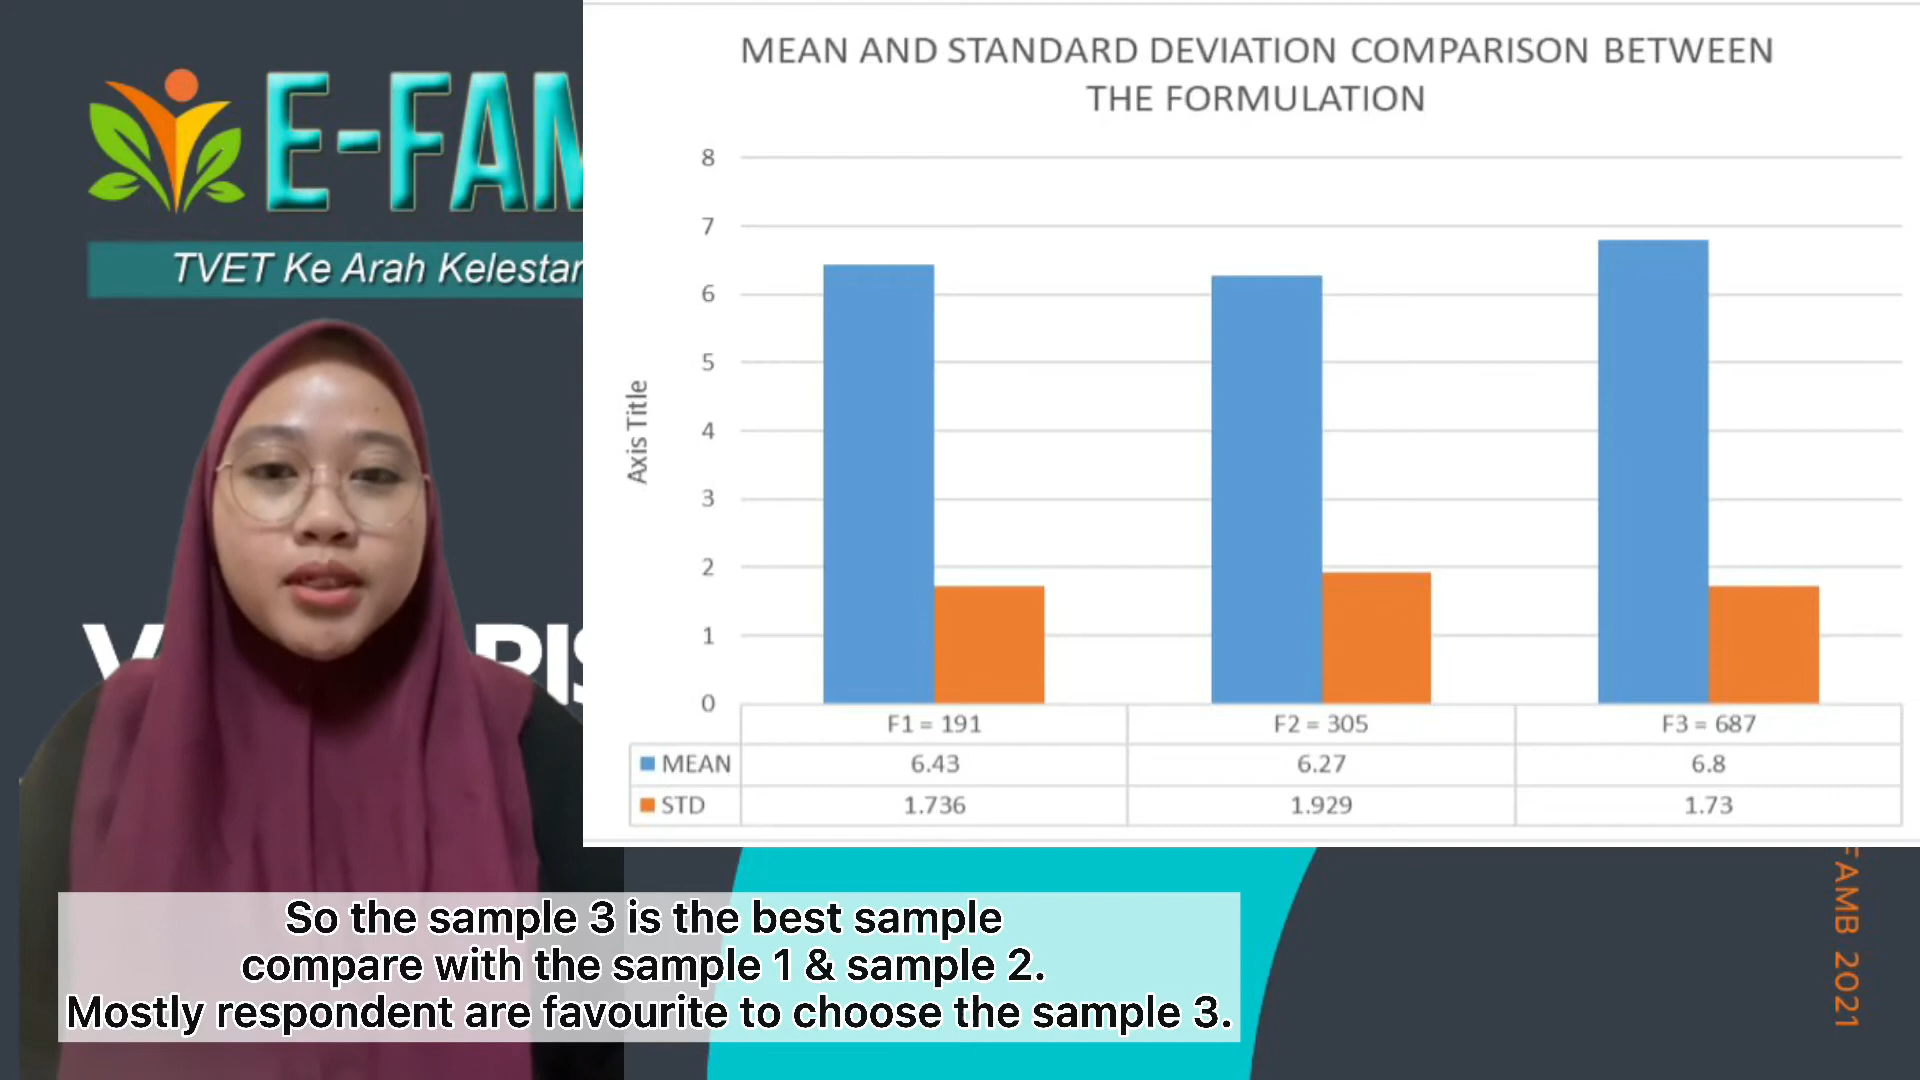 E-FAM
TVET Ke Arah Kelestar
MEAN AND STANDARD DEVIATION COMPARISON BETWEEN
THE FORMULATION
8
7
6
5
4
3
2
1
0
Axis Title
F1 = 191 F2 = 305 F3 = 687
MEAN 6.43 6.27 6.8
STD 1.736 1.929 1.73
So the sample 3 is the best sample
compare with the sample 1 & sample 2.
Mostly respondent are favourite to choose the sample 3.
FAMB 2021